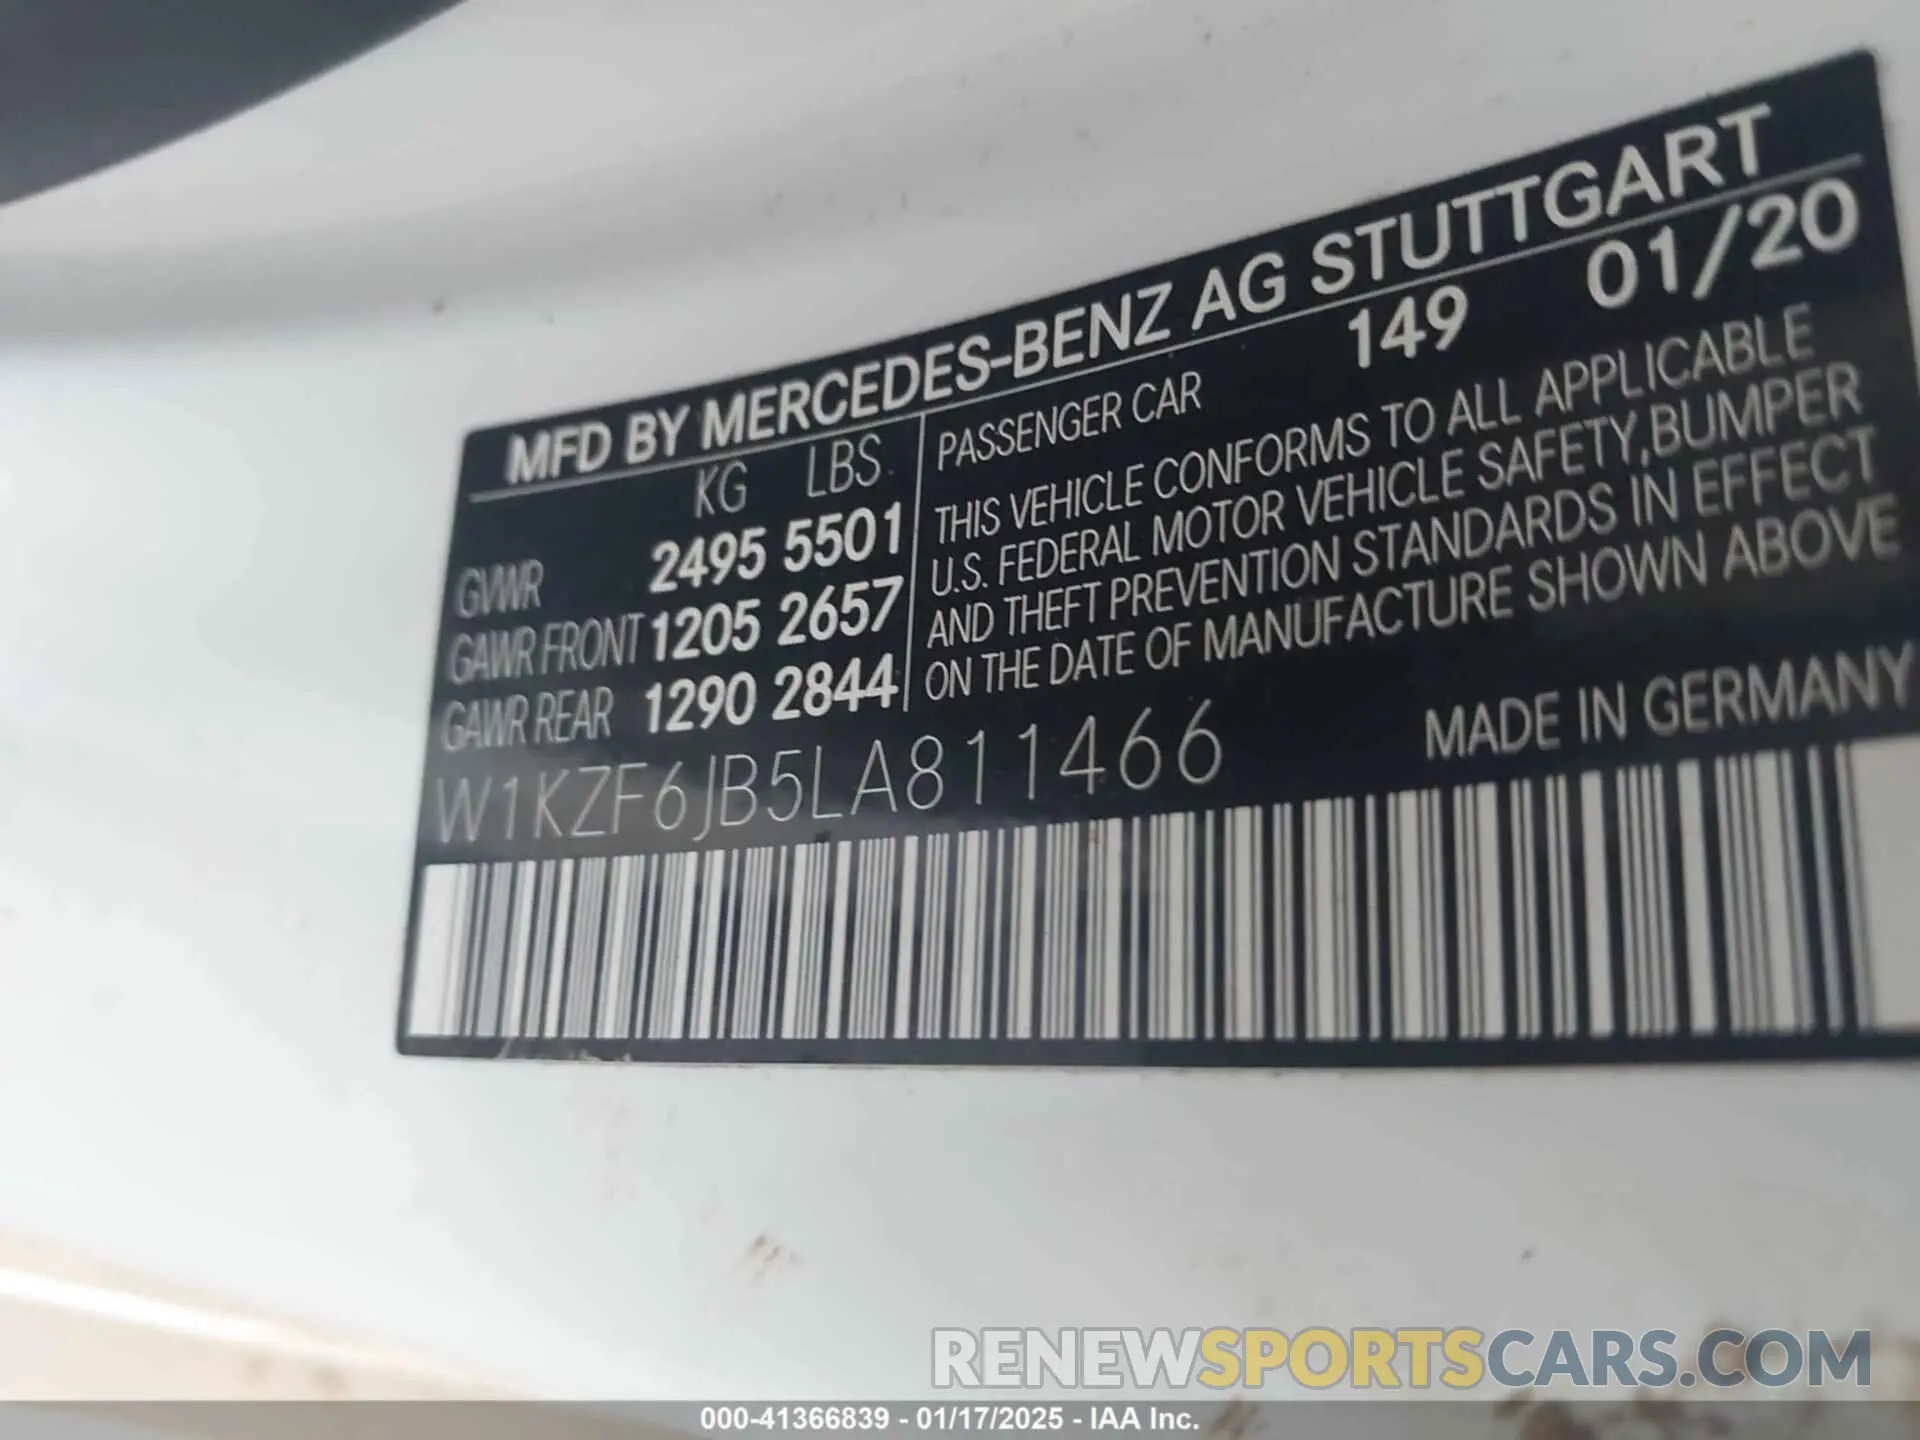 MFD BY MERCEDES-BENZ AG STUTTGART
KG LBS
GVWR 2495 5501
GAWR FRONT 1205 2657
GAWR REAR 1290 2844
PASSENGER CAR 149 01/20
THIS VEHICLE CONFORMS TO ALL APPLICABLE
U.S. FEDERAL MOTOR VEHICLE SAFETY,BUMPER
AND THEFT PREVENTION STANDARDS IN EFFECT
ON THE DATE OF MANUFACTURE SHOWN ABOVE
W1KZF6JB5LA811466
MADE IN GERMANY
RENEWSPORTSCARS.COM
000-41366839 - 01/17/2025 - IAA Inc.